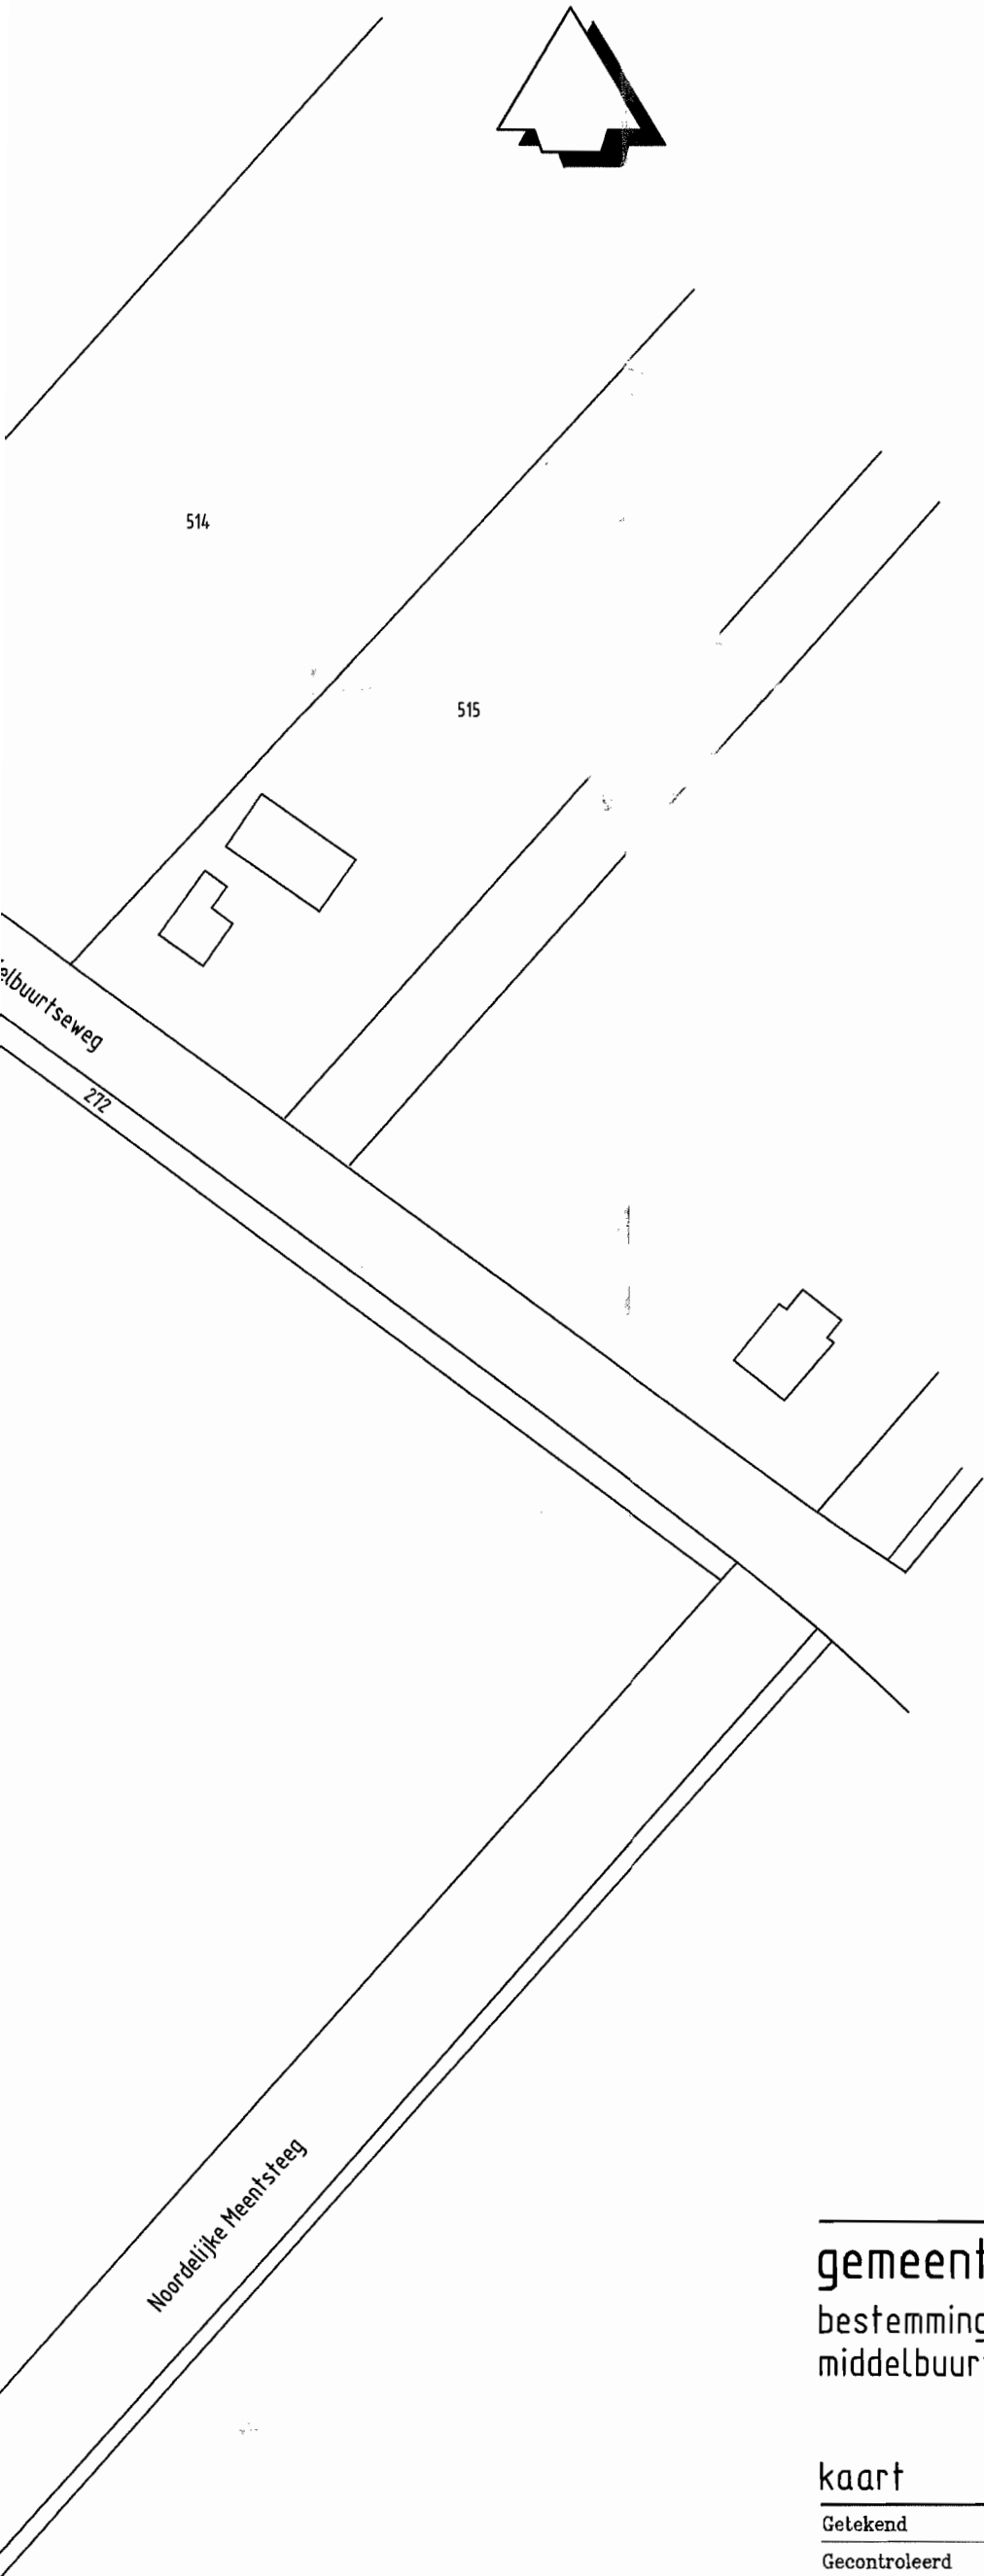 514
515
elbuurtseweg
272
Noordelijke Meentsteeg
gemeent
bestemming
middelbuur
kaart
Getekend
Gecontroleerd